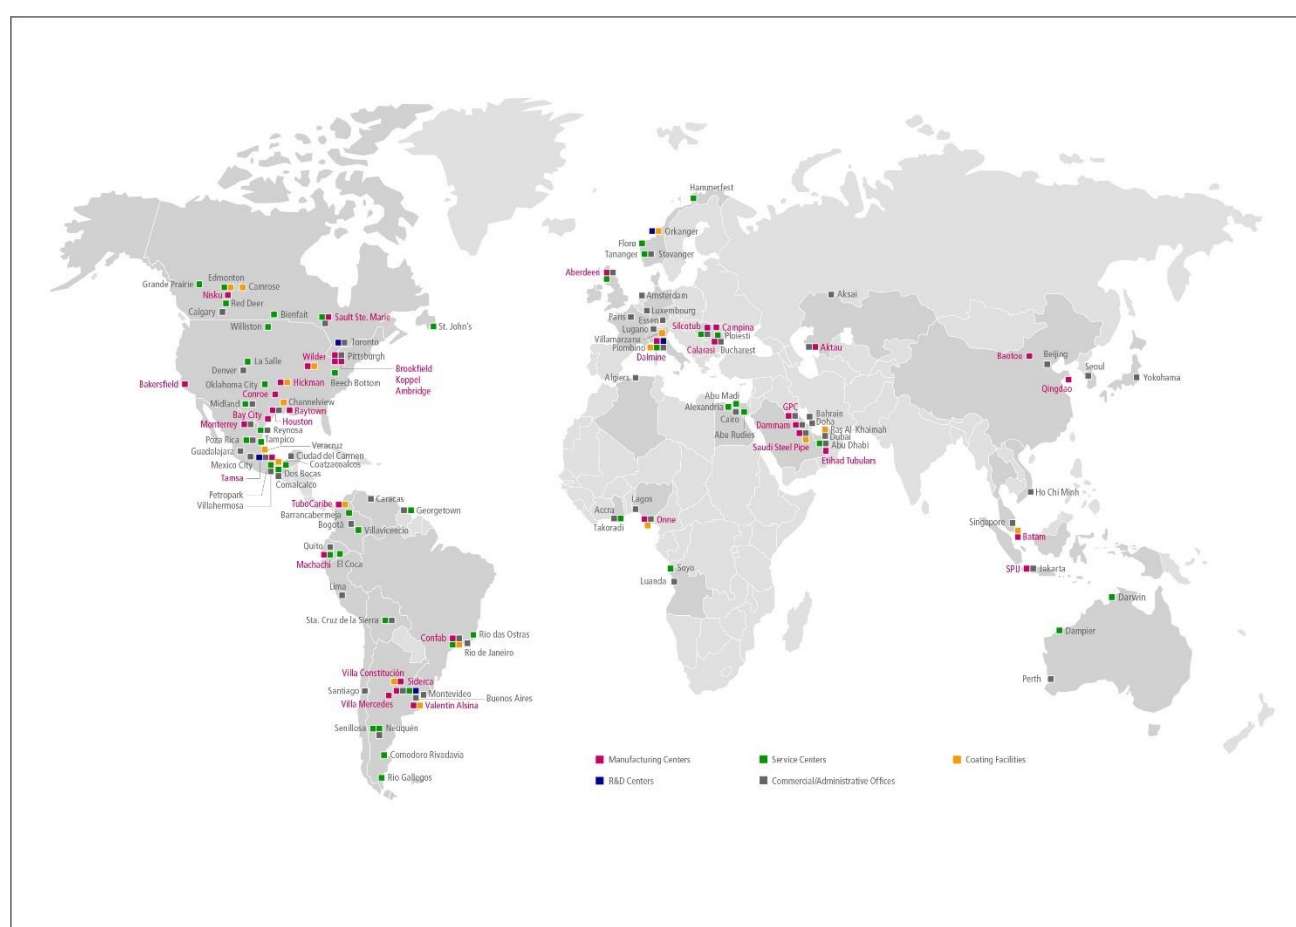 Hammerfest
Orkanger
Floro
Tananger
Stavanger
Aberdeen
Amsterdam
Luxembourg
Paris
Essen
Lugano
Villamarzana
Piombino
Dalmine
Silcotub
Campina
Ploiesti
Calarasi
Bucharest
Aksai
Aktau
Baotou
Beijing
Seoul
Yokohama
Qingdao
Edmonton
Grande Prairie
Camrose
Nisku
Red Deer
Calgary
Bienfait
Sault Ste. Marie
Williston
St. John's
Toronto
Wilder
Pittsburgh
La Salle
Denver
Brookfield
Koppel
Ambridge
Bakersfield
Oklahoma City
Hickman
Beech Bottom
Conroe
Channelview
Midland
Bay City
Baytown
Houston
Monterrey
Reynosa
Poza Rica
Tampico
Veracruz
Guadalajara
Ciudad del Carmen
Mexico City
Coatzacoalcos
Tamsa
Dos Bocas
Comalcalco
Petropark
Villahermosa
Algiers
Abu Madi
Alexandria
Cairo
Abu Rudies
GPC
Bahrain
Doha
Dammam
Ras Al-Khaimah
Dubai
Abu Dhabi
Saudi Steel Pipe
Etihad Tubulars
TuboCaribe
Caracas
Barrancabermeja
Georgetown
Bogotá
Villavicencio
Quito
Machachi
El Coca
Lima
Lagos
Accra
Takoradi
Onne
Soyo
Luanda
Ho Chi Minh
Singapore
Batam
SPIJ
Jakarta
Darwin
Dampier
Perth
Sta. Cruz de la Sierra
Confab
Rio das Ostras
Rio de Janeiro
Villa Constitución
Siderca
Santiago
Montevideo
Buenos Aires
Villa Mercedes
Valentin Alsina
Senillosa
Neuquén
Comodoro Rivadavia
Rio Gallegos
Manufacturing Centers
Service Centers
Coating Facilities
R&D Centers
Commercial/Administrative Offices